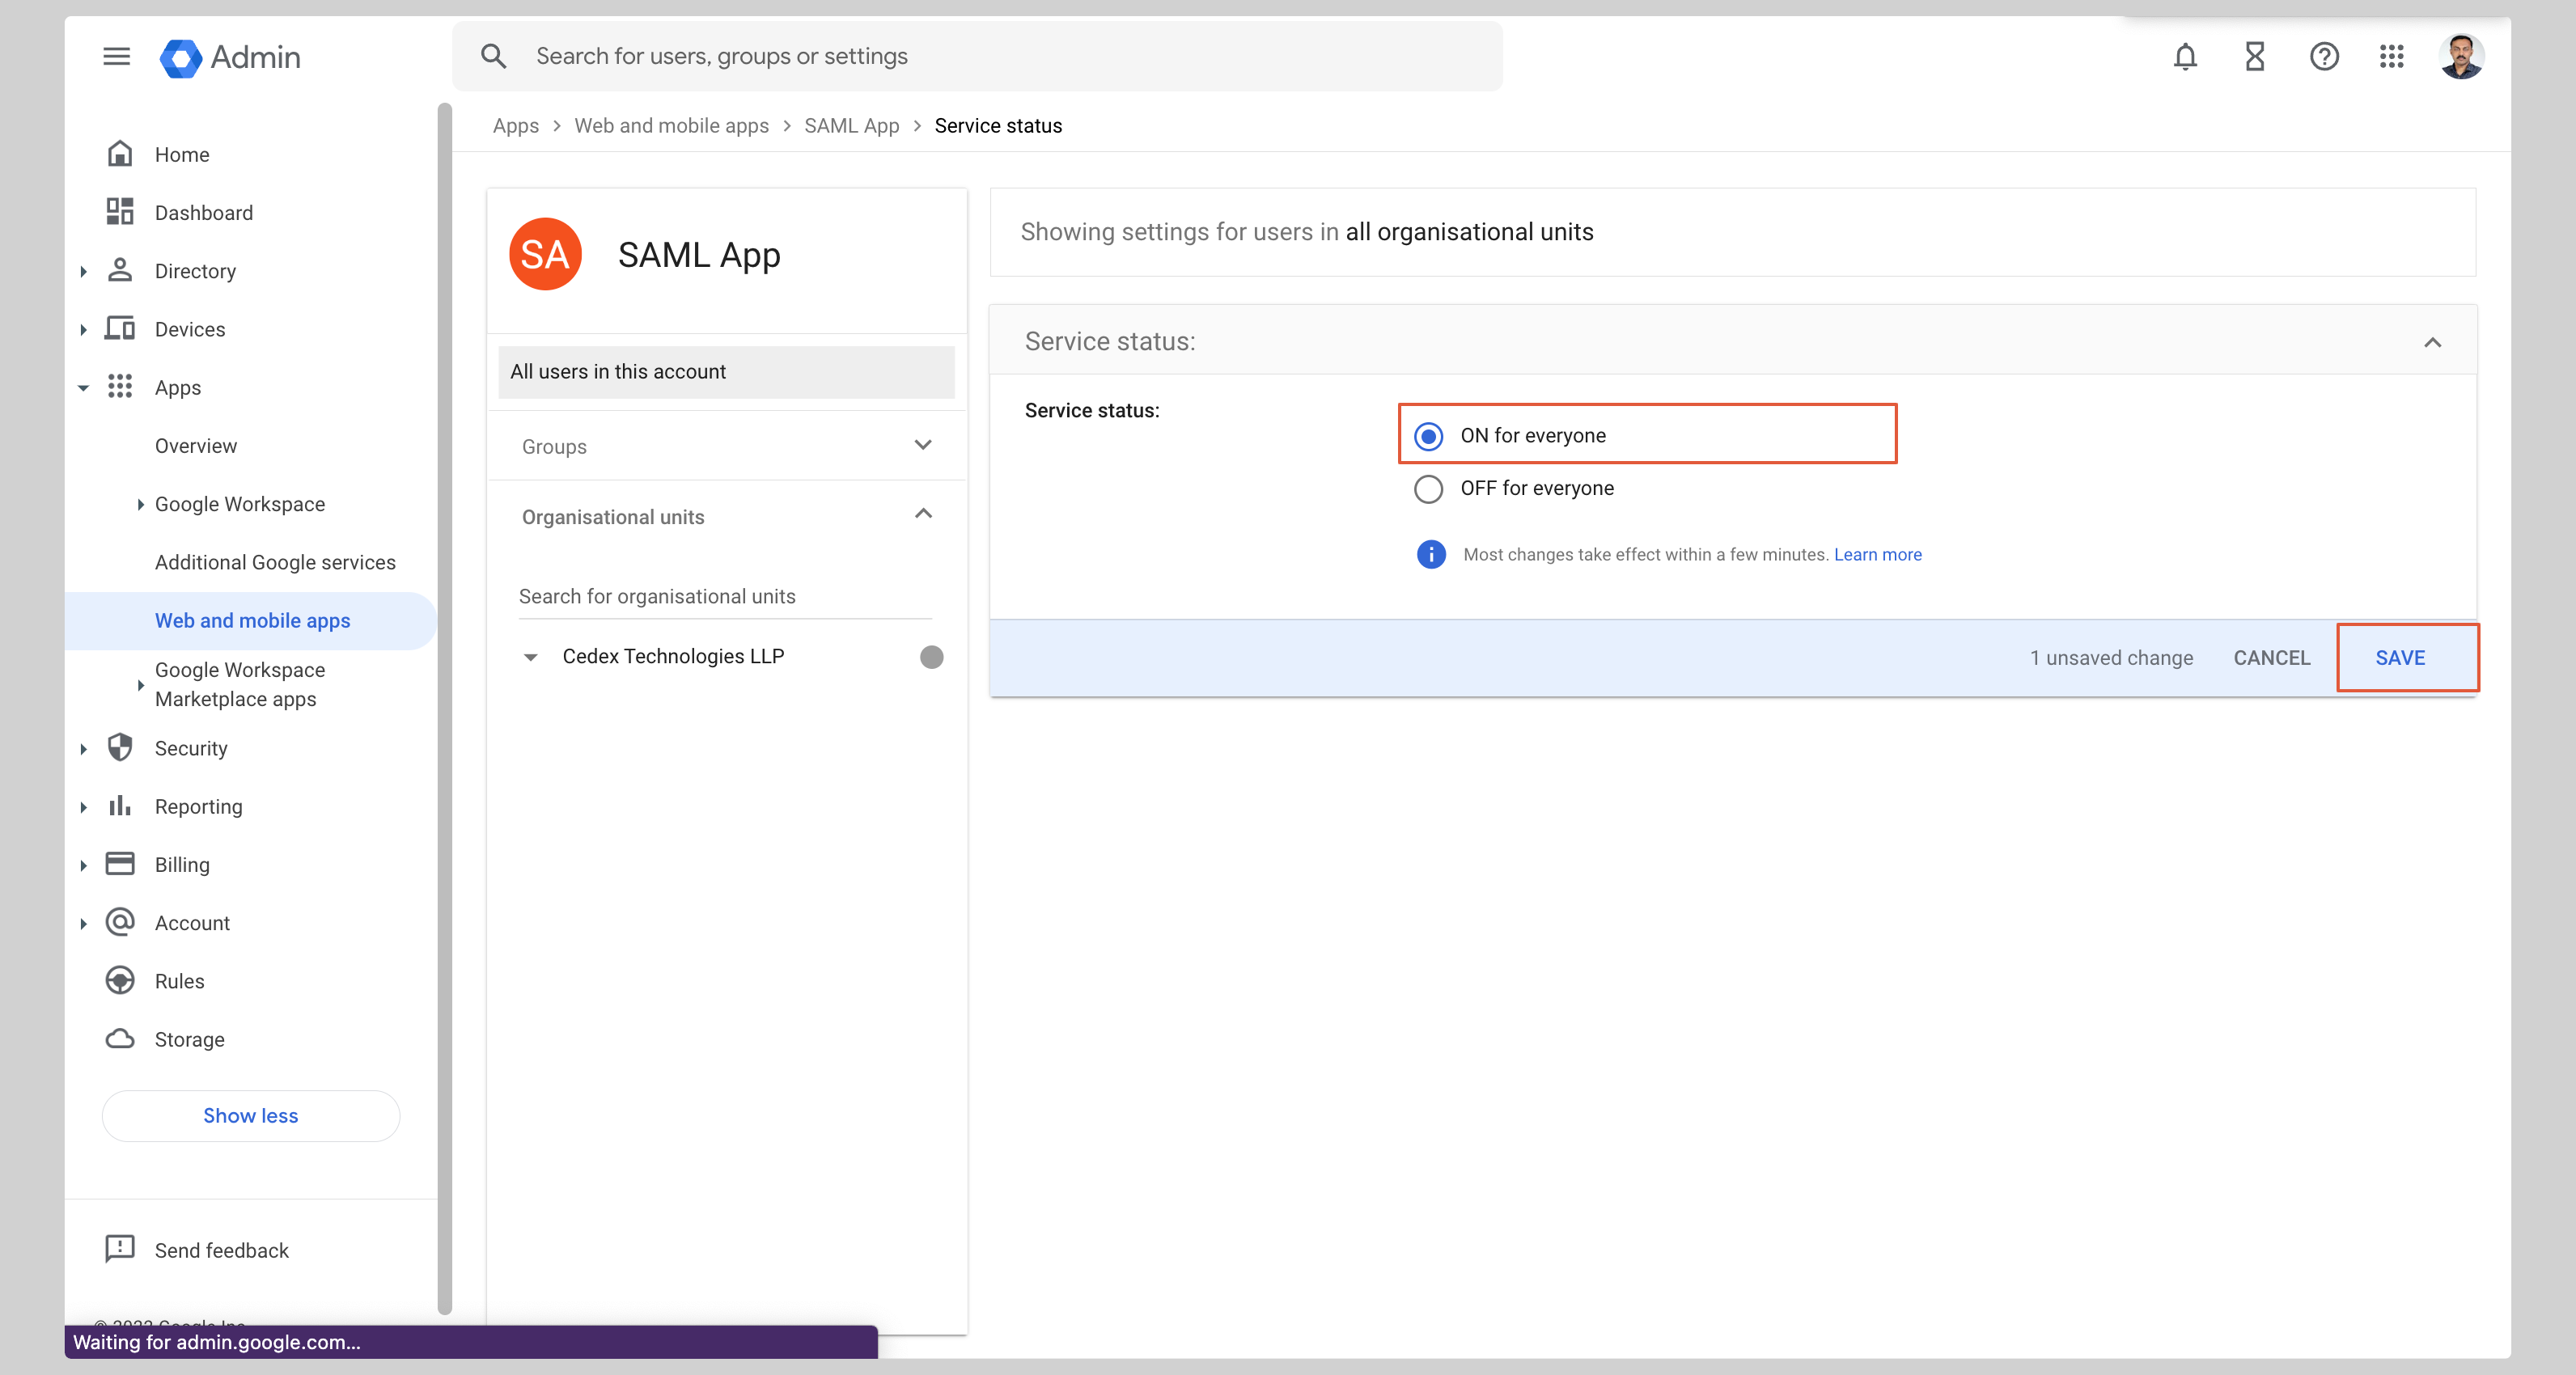 Admin
Search for users, groups or settings
Apps > Web and mobile apps > SAML App > Service status
Home
Dashboard
Directory
Devices
Apps
Overview
Google Workspace
Additional Google services
Web and mobile apps
Google Workspace
Marketplace apps
Security
Reporting
Billing
Account
Rules
Storage
Show less
Send feedback
Waiting for admin.google.com...
SA
SAML App
All users in this account
Groups
Organisational units
Search for organisational units
Cedex Technologies LLP
Showing settings for users in all organisational units
Service status:
Service status:
ON for everyone
OFF for everyone
Most changes take effect within a few minutes. Learn more
1 unsaved change
CANCEL
SAVE